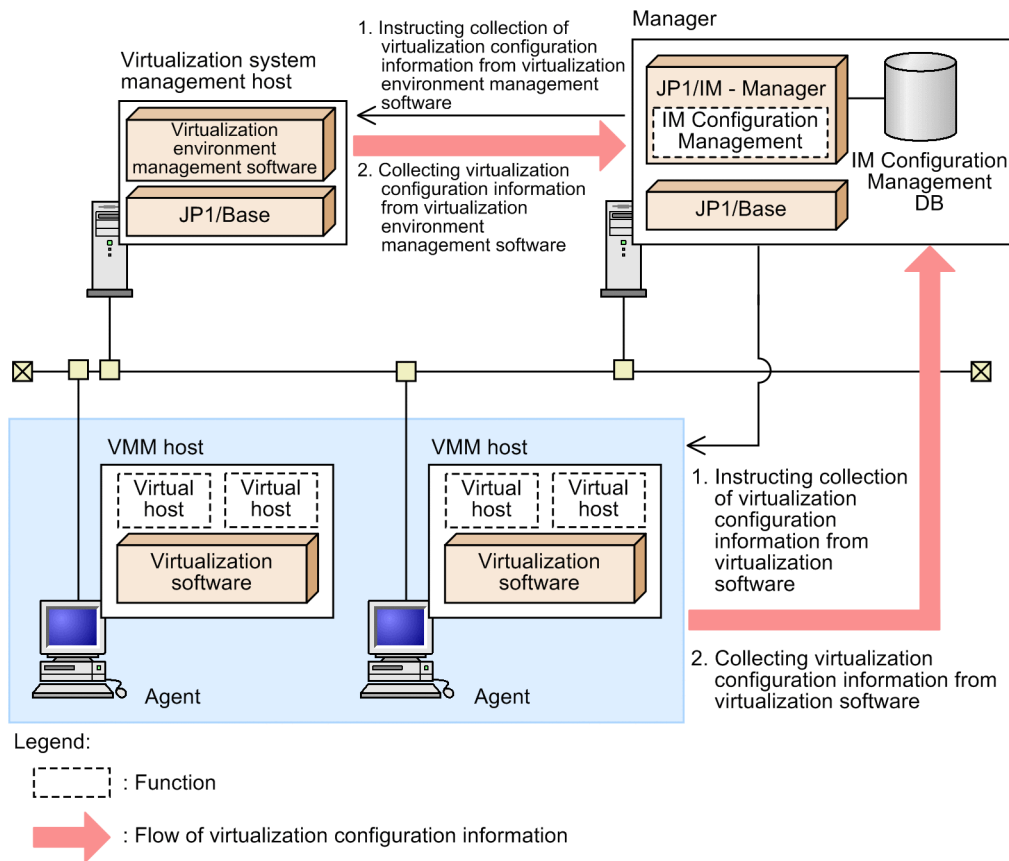 Manager
1. Instructing collection of
virtualization configuration
information from virtualization
environment management
software
Virtualization system
management host
Virtualization
environment
management software
JP1/Base
2. Collecting virtualization
configuration information
from virtualization
environment
management software
JP1/IM - Manager
IM Configuration
Management
JP1/Base
IM Configuration
Management
DB
VMM host
Virtual
host
Virtual
host
Virtualization
software
Agent
VMM host
Virtual
host
Virtual
host
Virtualization
software
Agent
1. Instructing collection
of virtualization
configuration
information from
virtualization
software
2. Collecting virtualization
configuration information from
virtualization software
Legend:
: Function
: Flow of virtualization configuration information